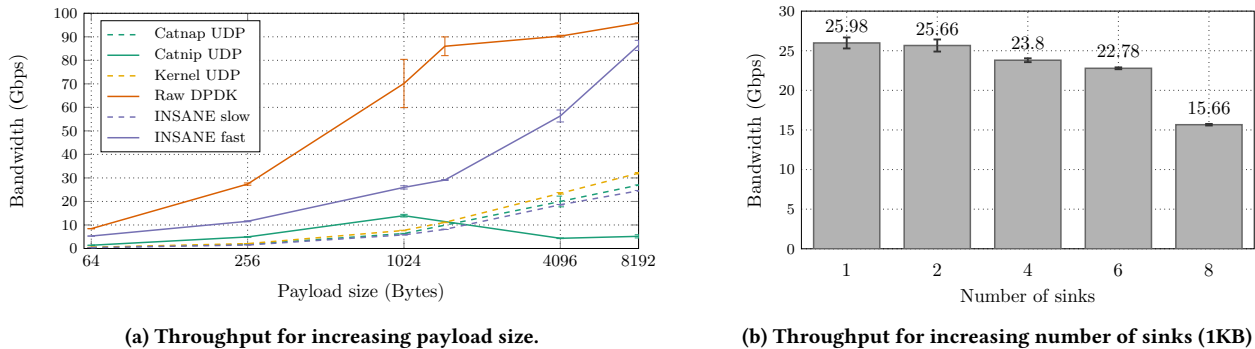 100
90
80
70
60
50
40
30
20
10
0
Bandwidth (Gbps)
Catnap UDP
Catnip UDP
Kernel UDP
Raw DPDK
INSANE slow
INSANE fast
64 256 1024 4096 8192
Payload size (Bytes)
(a) Throughput for increasing payload size.
30
25
20
15
10
5
0
Bandwidth (Gbps)
25.98 25.66 23.8 22.78 15.66
1 2 4 6 8
Number of sinks
(b) Throughput for increasing number of sinks (1KB)